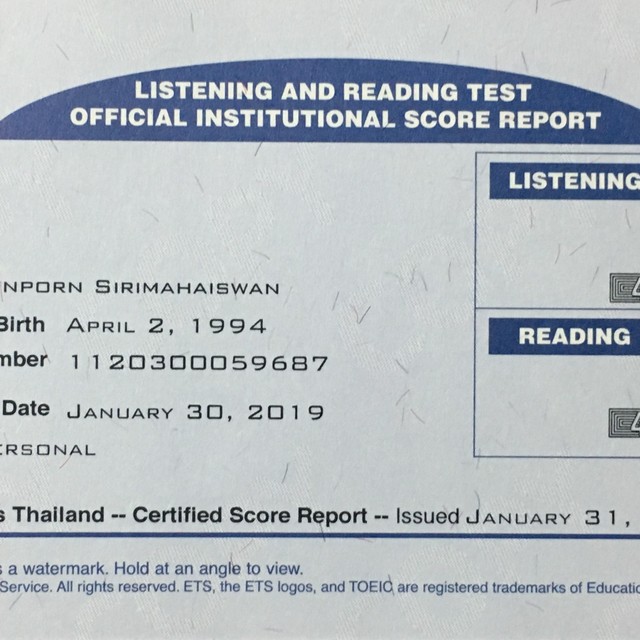 LISTENING AND READING TEST
OFFICIAL INSTITUTIONAL SCORE REPORT
LISTENING
NPORN SIRIMAHAISWAN
Birth APRIL 2, 1994
mber 1120300059687
READING
Date JANUARY 30, 2019
ERSONAL
s Thailand -- Certified Score Report -- Issued JANUARY 31,
s a watermark. Hold at an angle to view.
Service. All rights reserved. ETS, the ETS logos, and TOEIC are registered trademarks of Educatio